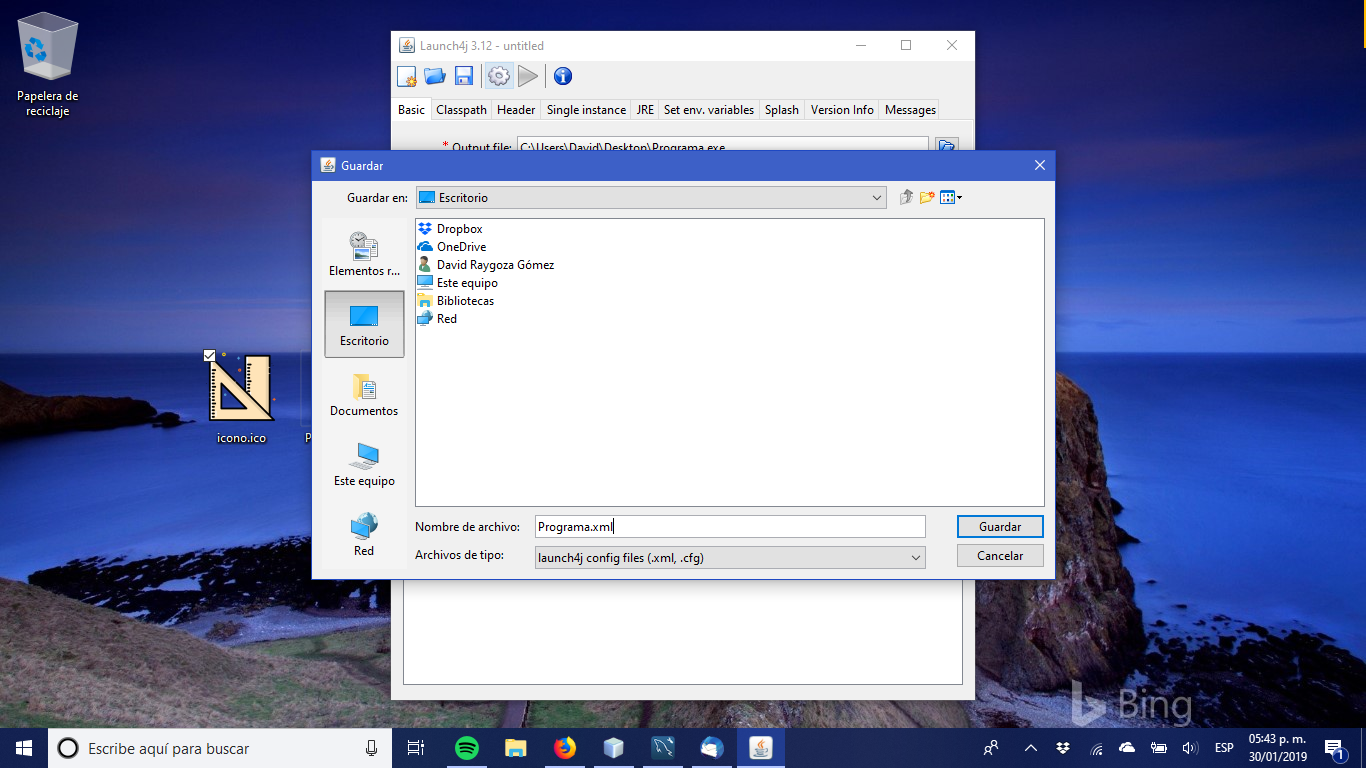 Papelera de
reciclaje
icono.ico
P
Launch4j 3.12 - untitled
Basic Classpath Header Single instance JRE Set env. variables Splash Version Info Messages
* Output file: C:\Users\David\Desktop\Programa.exe
Guardar
Guardar en: Escritorio
Elementos r...
Escritorio
Documentos
Este equipo
Red
Dropbox
OneDrive
David Raygoza Gómez
Este equipo
Bibliotecas
Red
Nombre de archivo: Programa.xml Guardar
Archivos de tipo: launch4j config files (.xml, .cfg) Cancelar
Bing
Escribe aquí para buscar
ESP
05:43 p. m.
30/01/2019
1